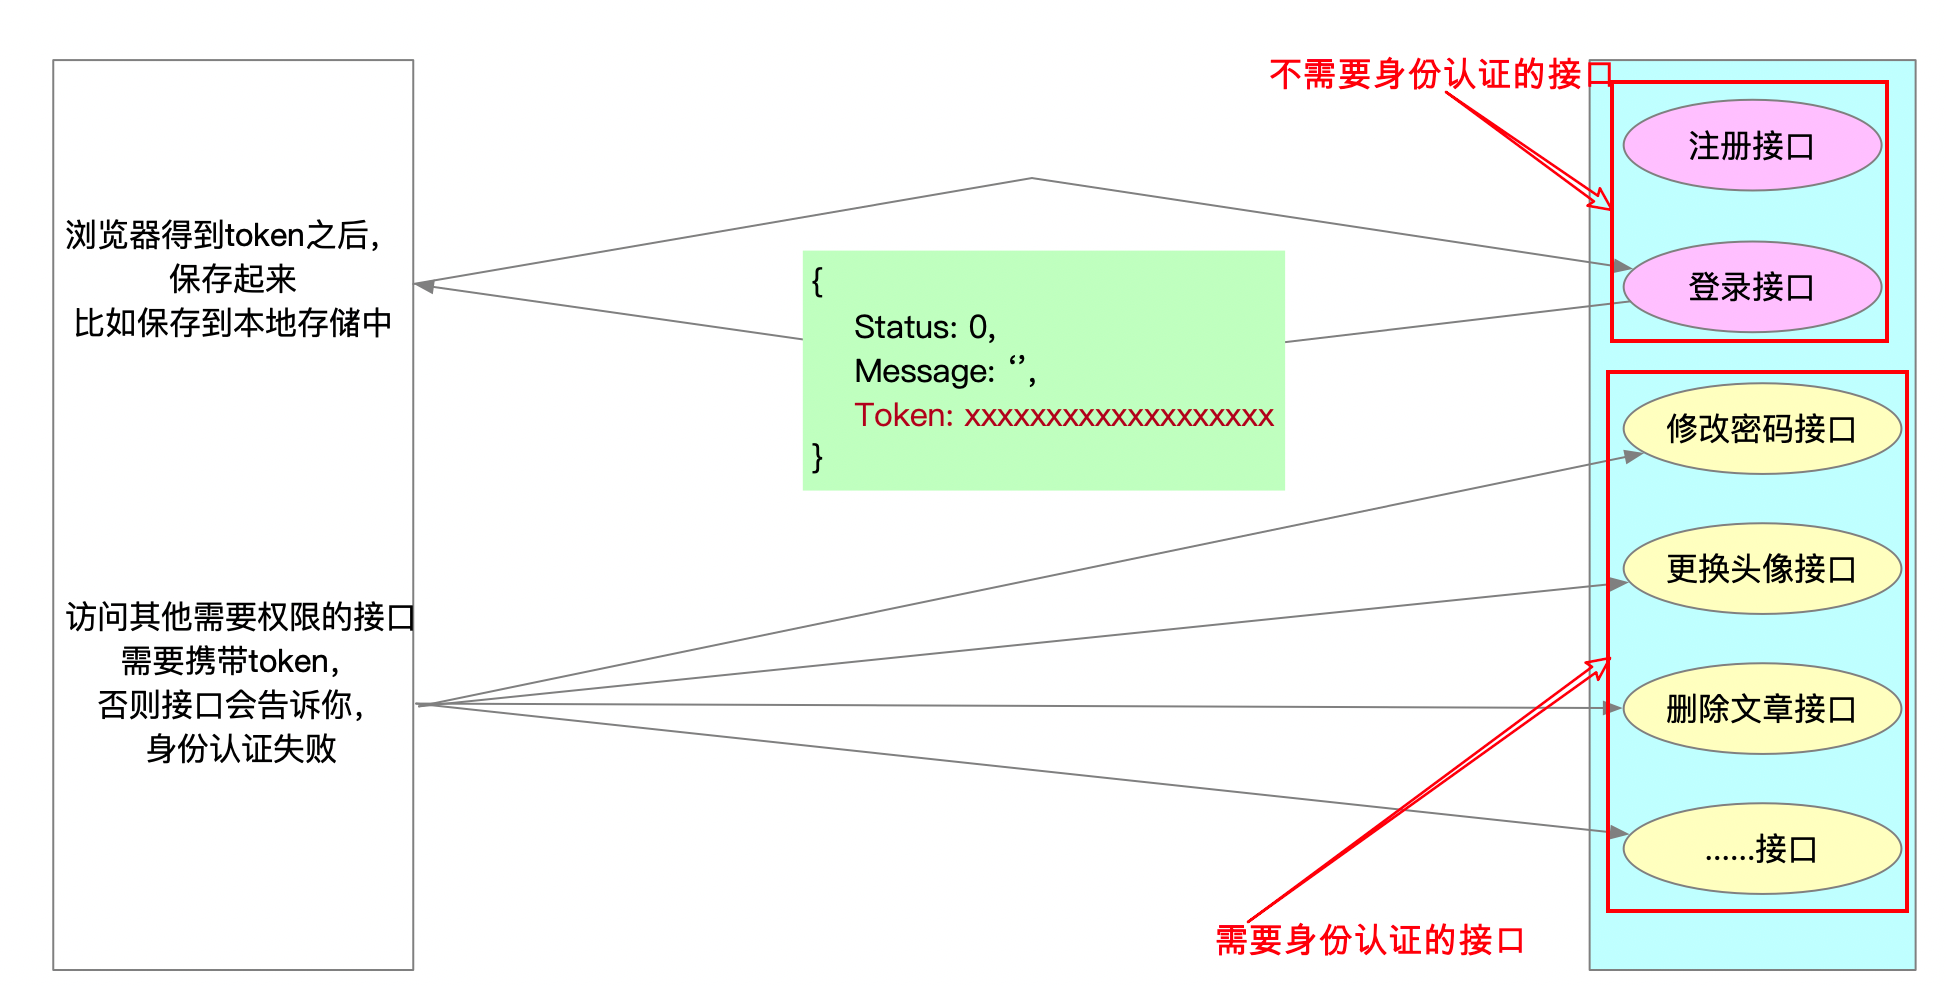 不需要身份认证的接口
注册接口
登录接口
浏览器得到token之后，
保存起来
比如保存到本地存储中
{
Status: 0,
Message: ‘’,
Token: xxxxxxxxxxxxxxxxxxx
}
修改密码接口
更换头像接口
访问其他需要权限的接口
需要携带token，
否则接口会告诉你，
身份认证失败
删除文章接口
......接口
需要身份认证的接口